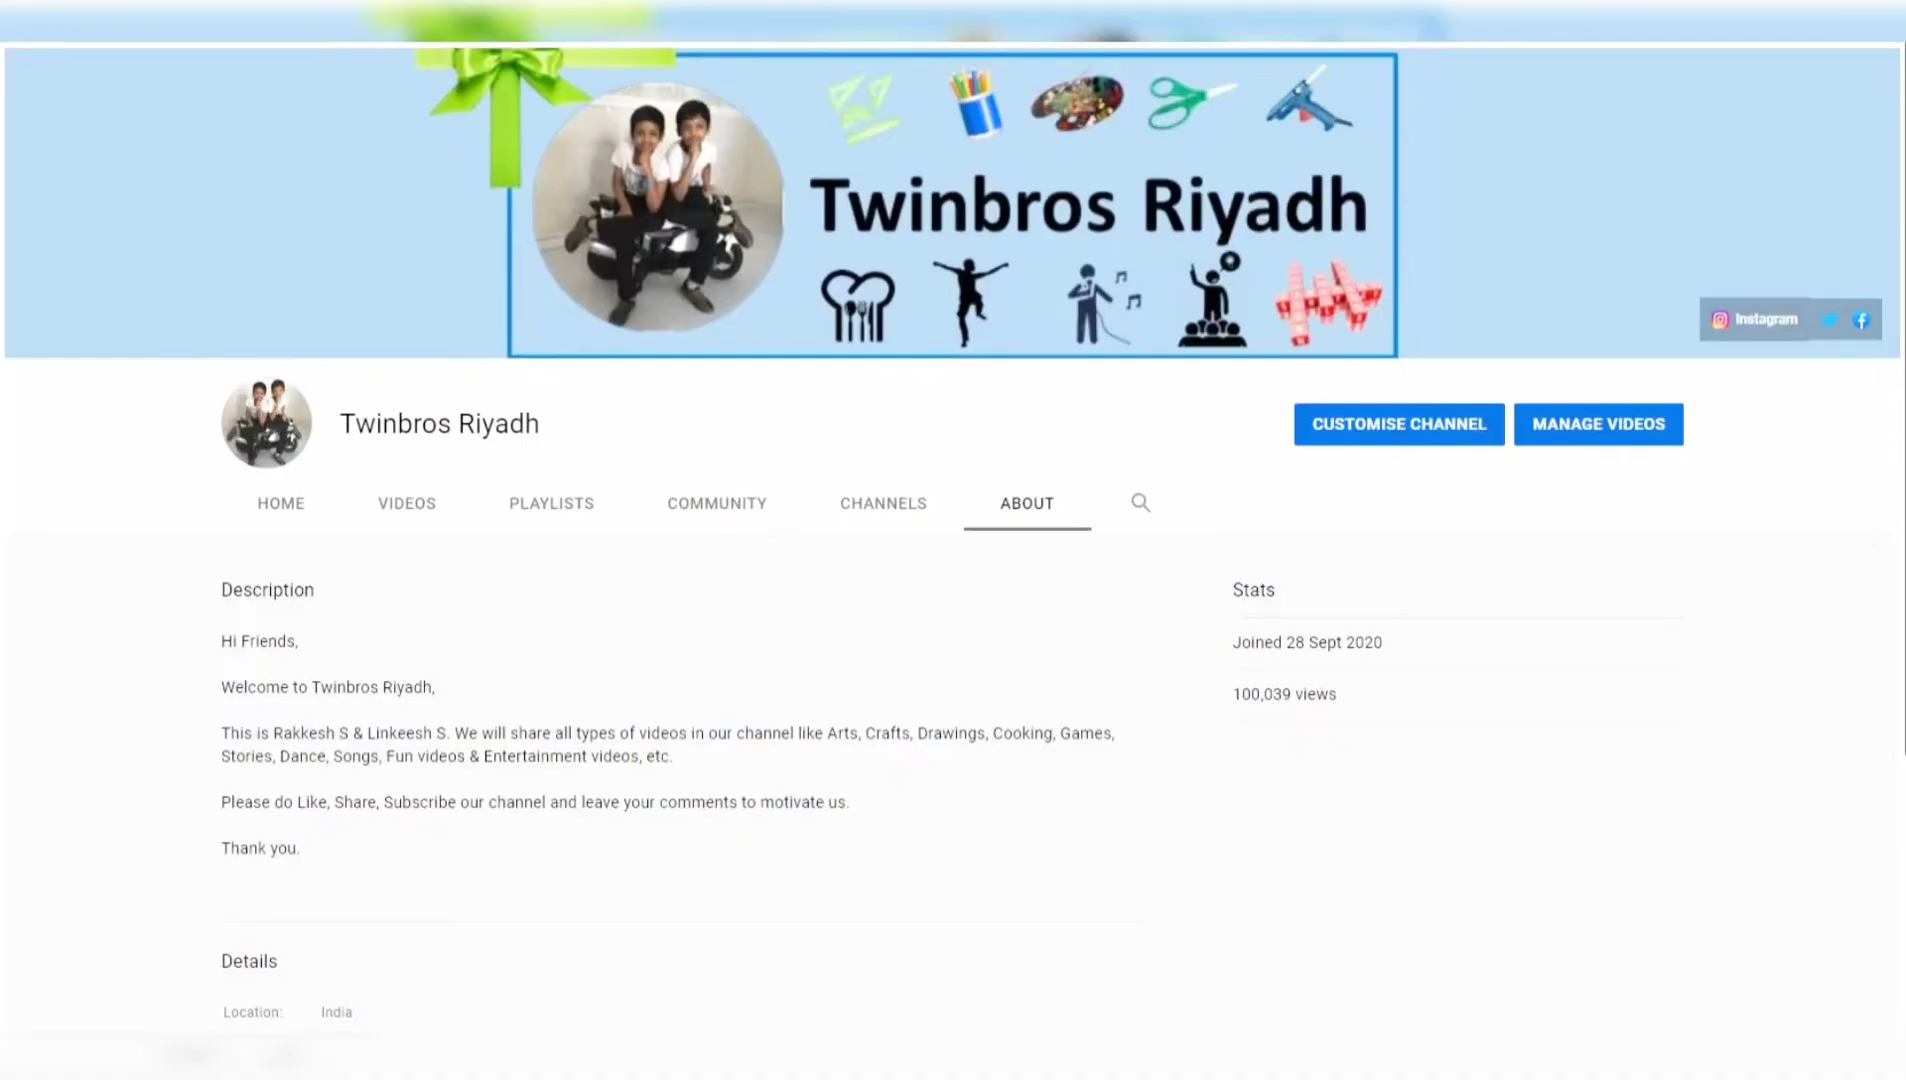 Twinbros Riyadh
Instagram
Twinbros Riyadh
CUSTOMISE CHANNEL
MANAGE VIDEOS
HOME
VIDEOS
PLAYLISTS
COMMUNITY
CHANNELS
ABOUT
Description
Hi Friends,
Welcome to Twinbros Riyadh,
This is Rakkesh S & Linkeesh S. We will share all types of videos in our channel like Arts, Crafts, Drawings, Cooking, Games,
Stories, Dance, Songs, Fun videos & Entertainment videos, etc.
Please do Like, Share, Subscribe our channel and leave your comments to motivate us.
Thank you.
Stats
Joined 28 Sept 2020
100,039 views
Details
Location: India